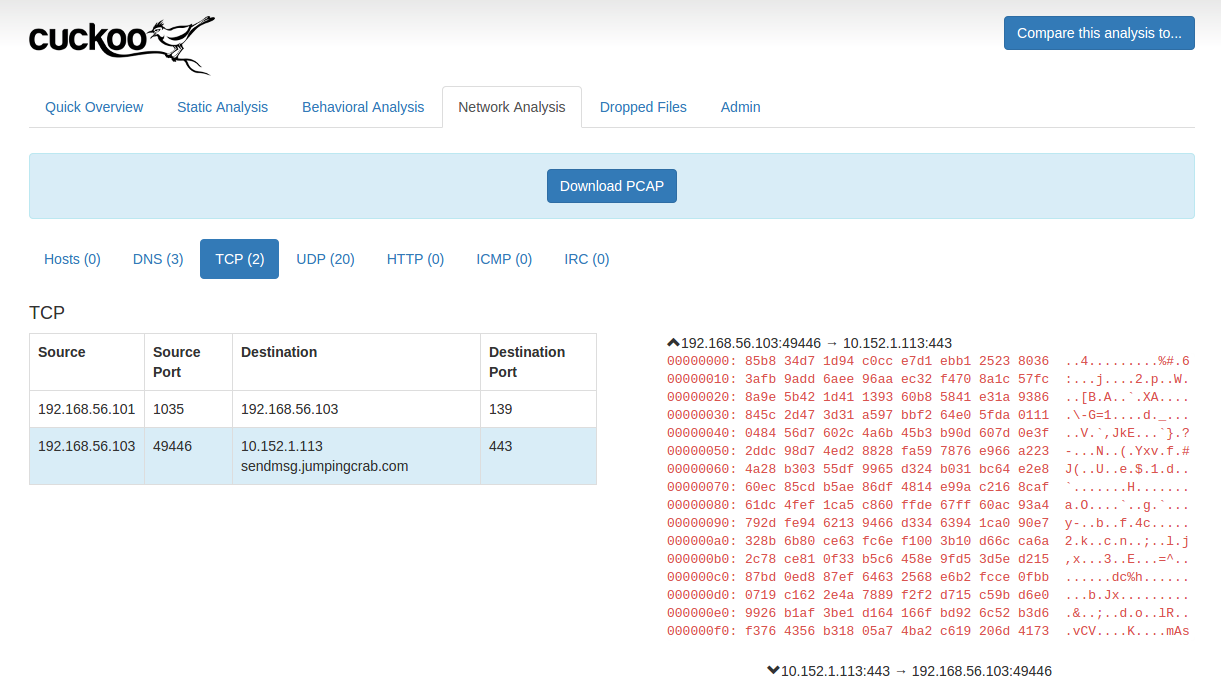 cuckoo
Compare this analysis to...
Quick Overview Static Analysis Behavioral Analysis Network Analysis Dropped Files Admin
Download PCAP
Hosts (0) DNS (3) TCP (2) UDP (20) HTTP (0) ICMP (0) IRC (0)
TCP
Source Source Port Destination Destination Port
192.168.56.101 1035 192.168.56.103 139
192.168.56.103 49446 10.152.1.113 sendmsg.jumpingcrab.com 443
192.168.56.103:49446 → 10.152.1.113:443
00000000: 85b8 34d7 1d94 c0cc e7d1 ebb1 2523 8036 ..4.........%#.6
00000010: 3afb 9add 6aee 96aa ec32 f470 8a1c 57fc :...j....2.p..W.
00000020: 8a9e 5b42 1d41 1393 60b8 5841 e31a 9386 ..[B.A..`.XA....
00000030: 845c 2d47 3d31 a597 bbf2 64e0 5fda 0111 .\-G=1....d._...
00000040: 0484 56d7 602c 4a6b 45b3 b90d 607d 0e3f ..V.`,JkE...`}.?
00000050: 2ddc 98d7 4ed2 8828 fa59 7876 e966 a223 -...N..(.Yxv.f.#
00000060: 4a28 b303 55df 9965 d324 b031 bc64 e2e8 J(..U..e.$.1.d..
00000070: 60ec 85cd b5ae 86df 4814 e99a c216 8caf `.......H.......
00000080: 61dc 4fef 1ca5 c860 ffde 67ff 60ac 93a4 a.O....`..g.`...
00000090: 792d fe94 6213 9466 d334 6394 1ca0 90e7 y-..b..f.4c.....
000000a0: 328b 6b80 ce63 fc6e f100 3b10 d66c ca6a 2.k..c.n..;..l.j
000000b0: 2c78 ce81 0f33 b5c6 458e 9fd5 3d5e d215 ,x...3..E...=^..
000000c0: 87bd 0ed8 87ef 6463 2568 e6b2 fcce 0fbb ......dc%h......
000000d0: 0719 c162 2e4a 7889 f2f2 d715 c59b d6e0 ...b.Jx.........
000000e0: 9926 b1af 3be1 d164 166f bd92 6c52 b3d6 .&..;..d.o..lR..
000000f0: f376 4356 b318 05a7 4ba2 c619 206d 4173 .vCV....K....mAs
10.152.1.113:443 → 192.168.56.103:49446